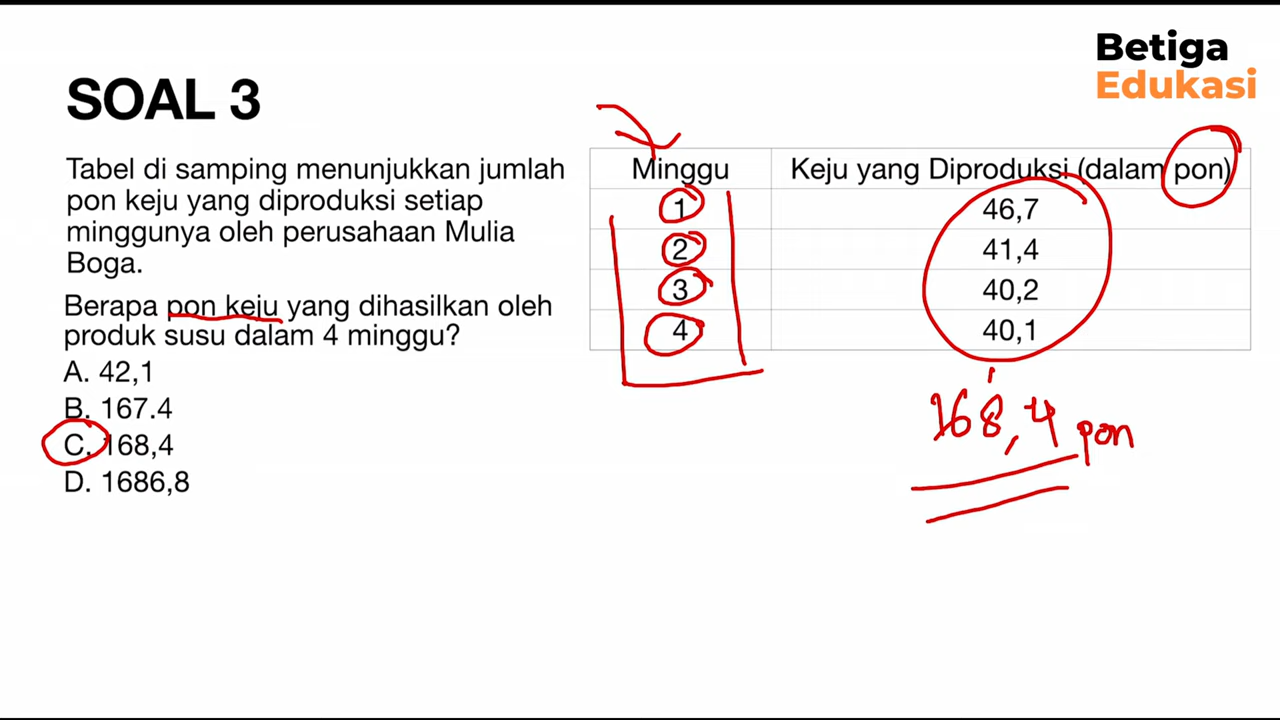 Betiga
Edukasi
SOAL 3
Tabel di samping menunjukkan jumlah
pon keju yang diproduksi setiap
minggunya oleh perusahaan Mulia
Boga.
Berapa pon keju yang dihasilkan oleh
produk susu dalam 4 minggu?
A. 42,1
B. 167.4
C. 168,4
D. 1686,8
Minggu Keju yang Diproduksi (dalam pon)
1 46,7
2 41,4
3 40,2
4 40,1
168,4 pon